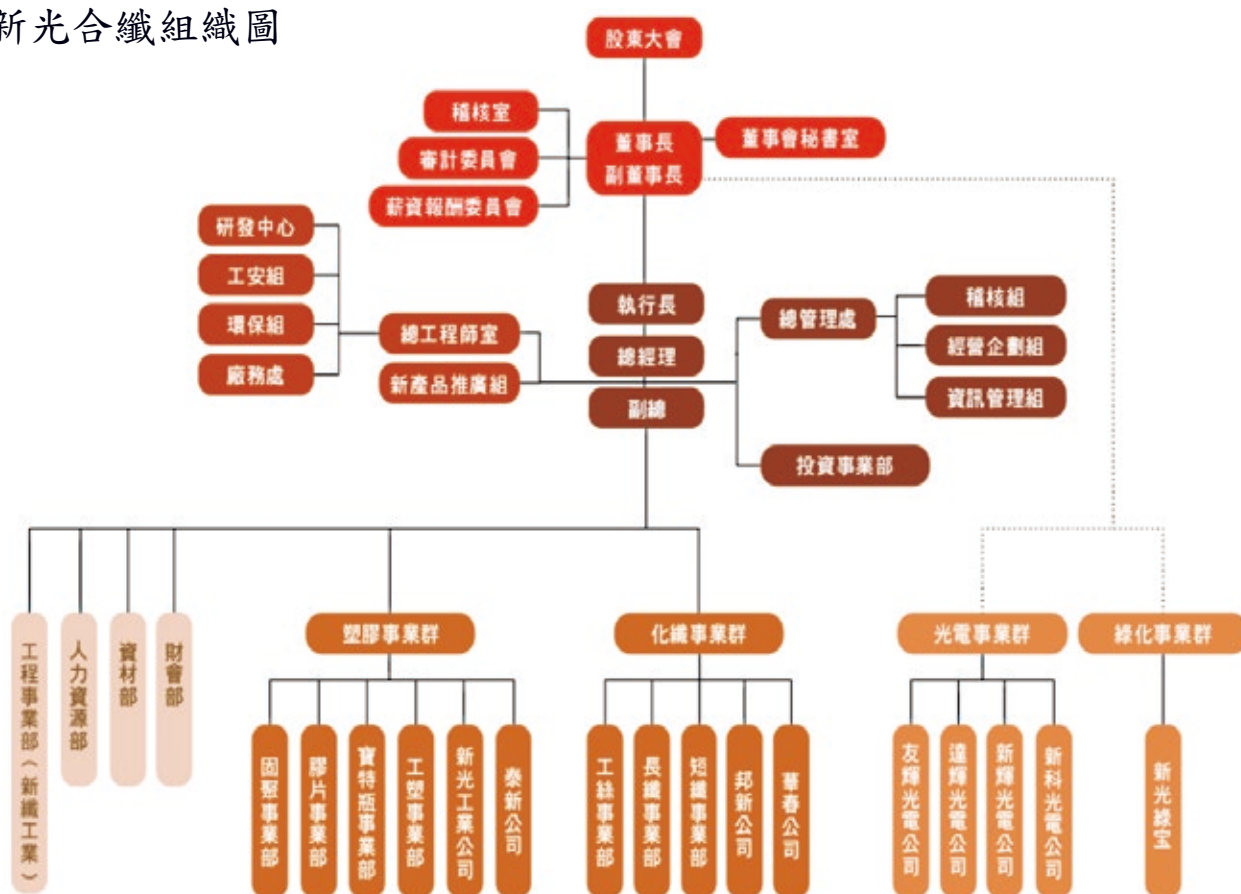 新光合纖組織圖
股東大會
稽核室
審計委員會
薪資報酬委員會
董事長
副董事長
董事會秘書室
研發中心
工安組
環保組
廠務處
總工程師室
新產品推廣組
執行長
總經理
副總
總管理處
稽核組
經營企劃組
資訊管理組
投資事業部
工程事業部（新纖工業）
人力資源部
資材部
財會部
塑膠事業群
固聚事業部
膠片事業部
寶特瓶事業部
工塑事業部
新光工業公司
泰新公司
化纖事業群
工絲事業部
長纖事業部
短纖事業部
邦新公司
華春公司
光電事業群
友輝光電公司
達輝光電公司
新輝光電公司
新科光電公司
綠化事業群
新光綠宝